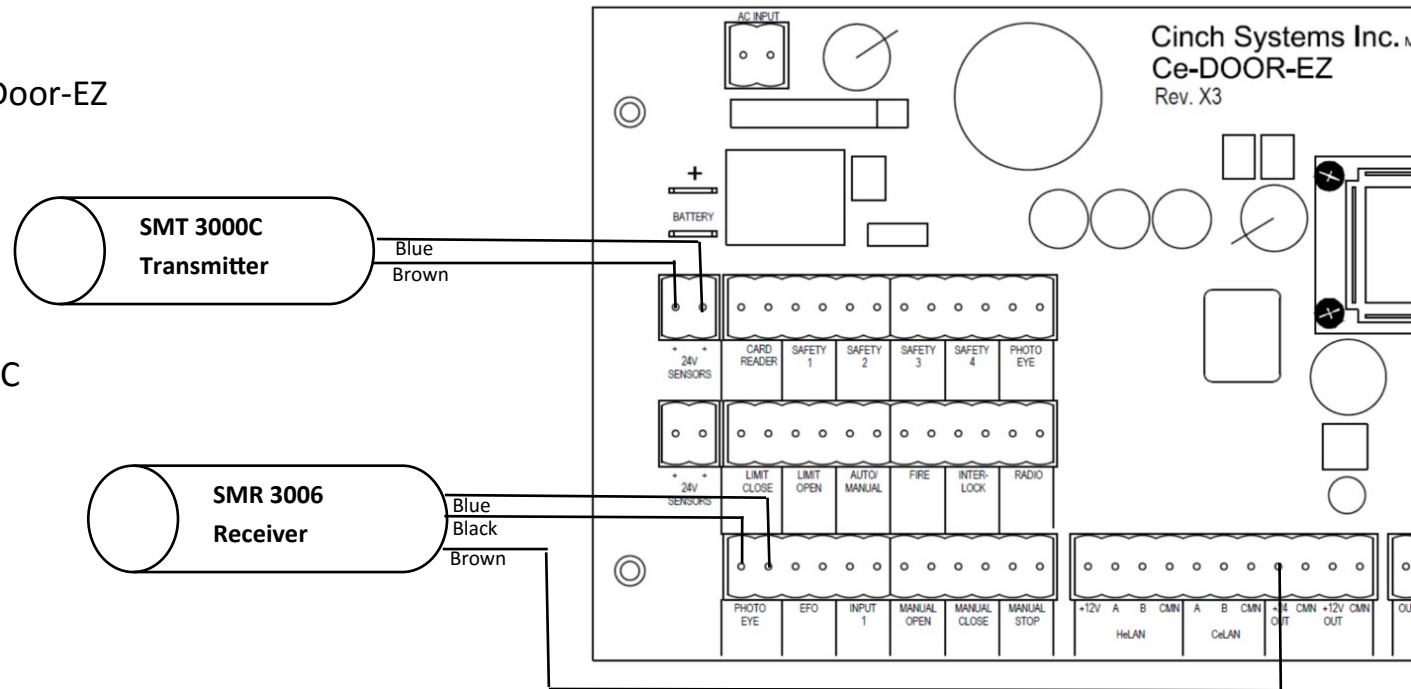 Door-EZ
SMT 3000C
Transmitter
Blue
Brown
C
SMR 3006
Receiver
Blue
Black
Brown
AC INPUT
Cinch Systems Inc.
Ce-DOOR-EZ
Rev. X3
+
BATTERY
+ +
24V
SENSORS
CARD
READER
SAFETY
1
SAFETY
2
SAFETY
3
SAFETY
4
PHOTO
EYE
+ +
24V
SENSORS
LIMIT
CLOSE
LIMIT
OPEN
AUTO/
MANUAL
FIRE
INTER-
LOCK
RADIO
PHOTO
EYE
EFO
INPUT
1
MANUAL
OPEN
MANUAL
CLOSE
MANUAL
STOP
+12V A B CMN
HeLAN
A B CMN
CeLAN
+24 CMN +12V CMN
OUT OUT
OU